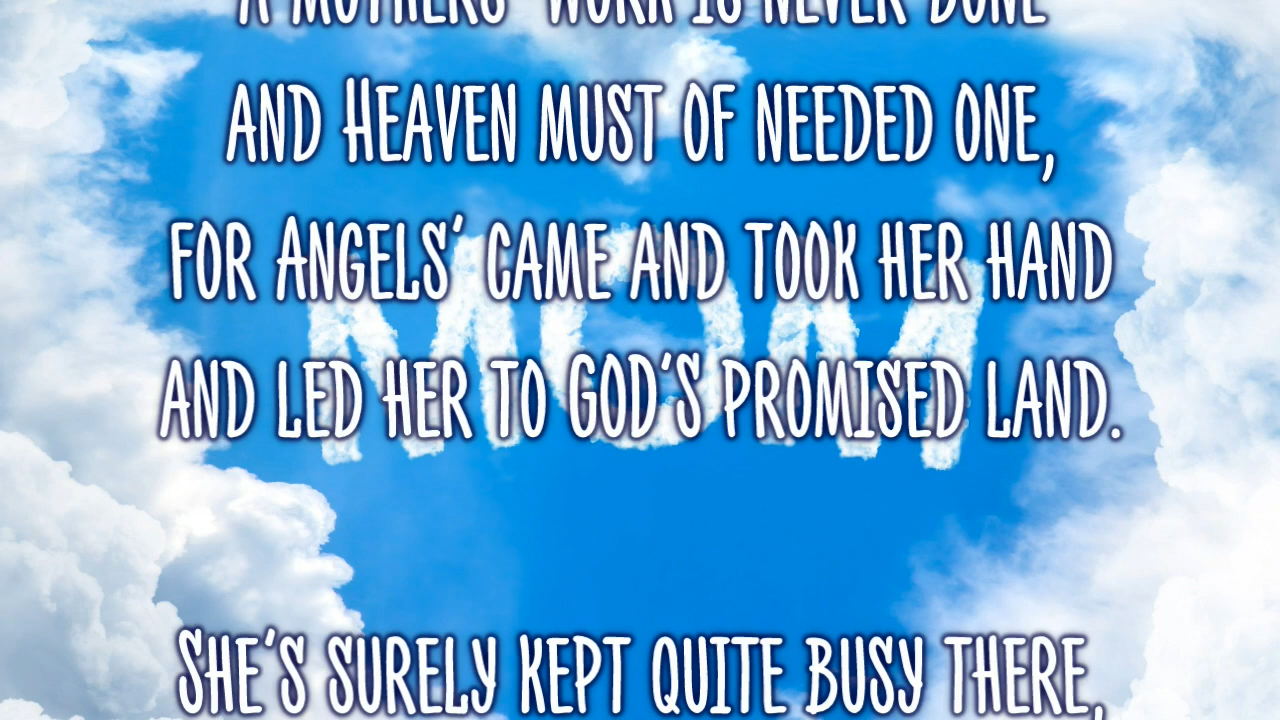 A MOTHERS' WORK IS NEVER DONE
AND HEAVEN MUST OF NEEDED ONE,
FOR ANGELS' CAME AND TOOK HER HAND
MOM
AND LED HER TO GOD'S PROMISED LAND.
SHE'S SURELY KEPT QUITE BUSY THERE,